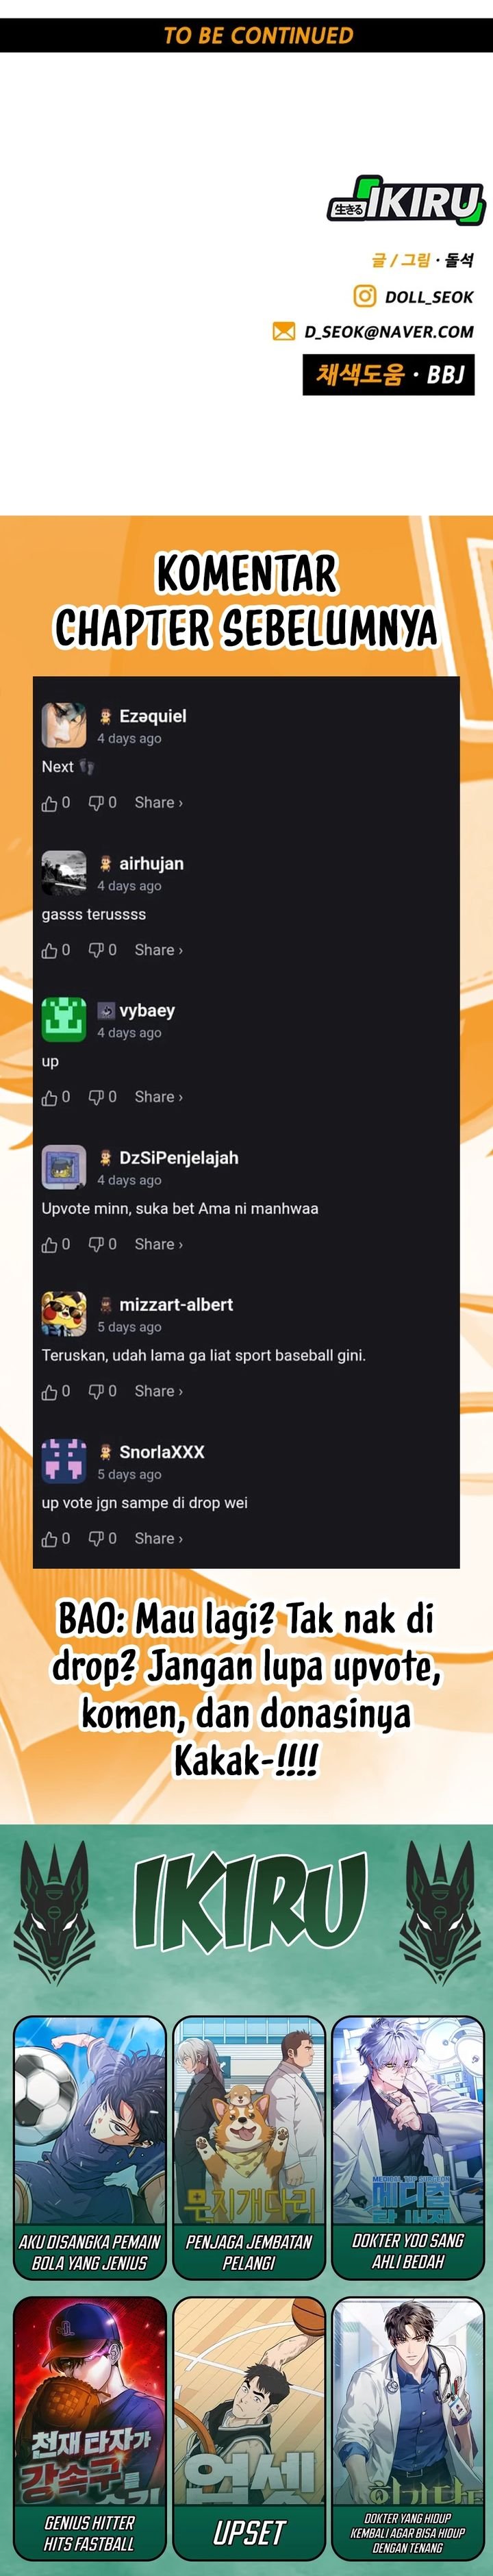 TO BE CONTINUED
生きる IKIRU
글 / 그림 · 돌석
DOLL_SEOK
D_SEOK@NAVER.COM
채색도움 · BBJ
KOMENTAR
CHAPTER SEBELUMNYA
Ezəquiel
4 days ago
Next
0 0 Share ›
airhujan
4 days ago
gasss terussss
0 0 Share ›
vybaey
4 days ago
up
0 0 Share ›
DzSiPenjelajah
4 days ago
Upvote minn, suka bet Ama ni manhwaa
0 0 Share ›
mizzart-albert
5 days ago
Teruskan, udah lama ga liat sport baseball gini.
0 0 Share ›
SnorlaXXX
5 days ago
up vote jgn sampe di drop wei
0 0 Share ›
BAO: Mau lagi? Tak nak di
drop? Jangan lupa upvote,
komen, dan donasinya
Kakak-!!!!
IKIRU
무지개다리
메디컬
AKU DISANGKA PEMAIN
BOLA YANG JENIUS
PENJAGA JEMBATAN
PELANGI
DOKTER YOO SANG
AHLI BEDAH
천재 타자가
강속구를
업셋
GENIUS HITTER
HITS FASTBALL
UPSET
DOKTER YANG HIDUP
KEMBALI AGAR BISA HIDUP
DENGAN TENANG